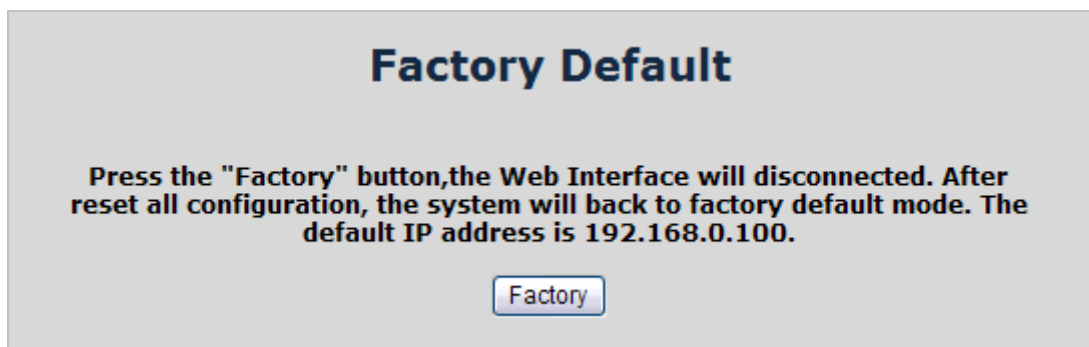 Factory Default
Press the "Factory" button,the Web Interface will disconnected. After
reset all configuration, the system will back to factory default mode. The
default IP address is 192.168.0.100.
Factory